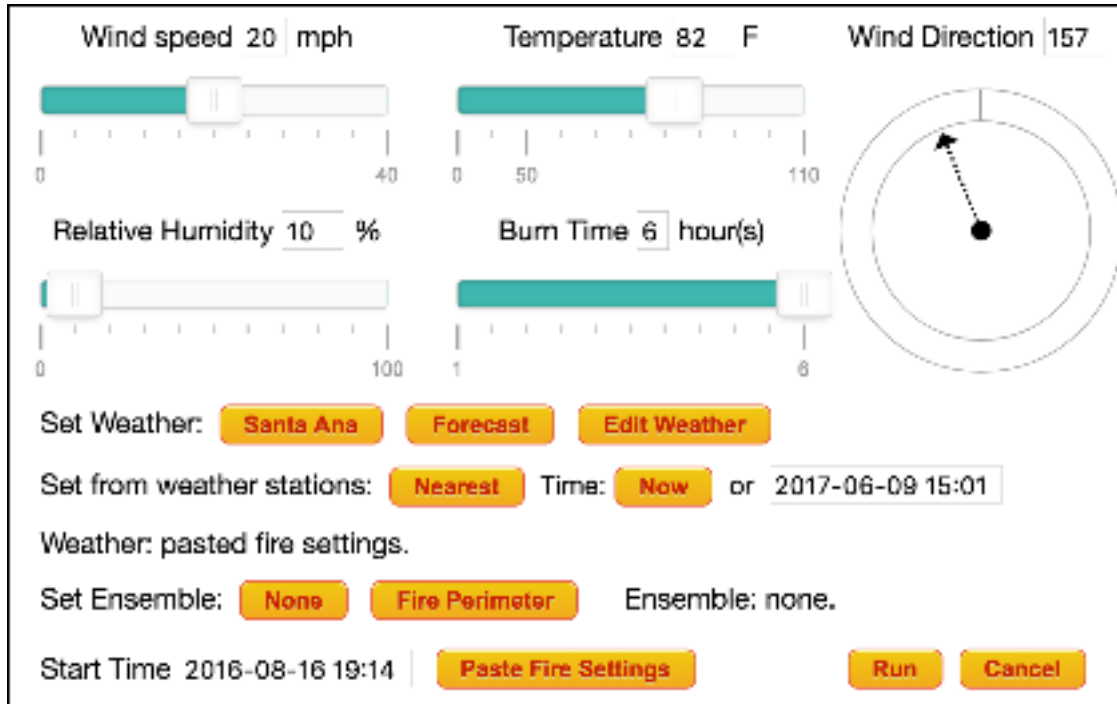 Wind speed 20 mph
Temperature 82 F
Wind Direction 157
0 40
0 50 110
Relative Humidity 10 %
Burn Time 6 hour(s)
0 100
1 6
Set Weather: Santa Ana Forecast Edit Weather
Set from weather stations: Nearest Time: Now or 2017-06-09 15:01
Weather: pasted fire settings.
Set Ensemble: None Fire Perimeter Ensemble: none.
Start Time 2016-08-16 19:14 Paste Fire Settings Run Cancel